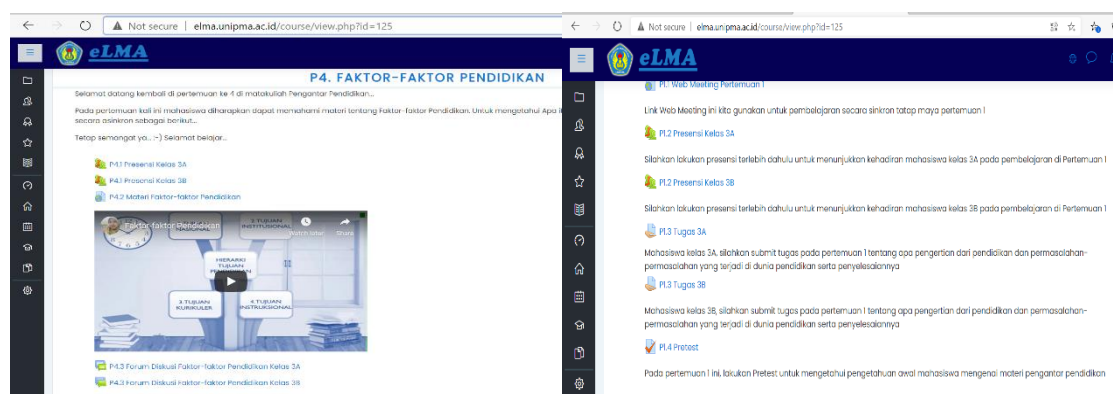 Not secure | elma.unipma.ac.id/course/view.php?id=125
eLMA
P4. FAKTOR-FAKTOR PENDIDIKAN
Selamat datang kembali di pertemuan ke 4 di matakuliah Pengantar Pendidikan...
Pada pertemuan kali ini mahasiswa diharapkan dapat memahami materi tentang Faktor-faktor Pendidikan. Untuk mengetahui Apa
secara asinkron sebagai berikut...
Tetap semangat ya.. :-) Selamat belajar...
P4.1 Presensi Kelas 3A
P4.1 Presensi Kelas 3B
P4.2 Materi Faktor-faktor Pendidikan
Faktor-faktor Pendidikan
2.TUJUAN
INSTITUSIONAL
Watch later
Share
HIERARKI
TUJUAN
PENDIDIKAN
3.TUJUAN
KURIKULER
4.TUJUAN
INSTRUKSIONAL
P4.3 Forum Diskusi Faktor-faktor Pendidikan Kelas 3A
P4.3 Forum Diskusi Faktor-faktor Pendidikan Kelas 3B
Not secure | elma.unipma.ac.id/course/view.php?id=125
eLMA
P1.1 Web Meeting Pertemuan 1
Link Web Meeting ini kita gunakan untuk pembelajaran secara sinkron tatap maya pertemuan 1
P1.2 Presensi Kelas 3A
Silahkan lakukan presensi terlebih dahulu untuk menunjukkan kehadiran mahasiswa kelas 3A pada pembelajaran di Pertemuan 1
P1.2 Presensi Kelas 3B
Silahkan lakukan presensi terlebih dahulu untuk menunjukkan kehadiran mahasiswa kelas 3B pada pembelajaran di Pertemuan 1
P1.3 Tugas 3A
Mahasiswa kelas 3A, silahkan submit tugas pada pertemuan 1 tentang apa pengertian dari pendidikan dan permasalahan-
permasalahan yang terjadi di dunia pendidikan serta penyelesaiannya
P1.3 Tugas 3B
Mahasiswa kelas 3B, silahkan submit tugas pada pertemuan 1 tentang apa pengertian dari pendidikan dan permasalahan-
permasalahan yang terjadi di dunia pendidikan serta penyelesaiannya
P1.4 Pretest
Pada pertemuan 1 ini, lakukan Pretest untuk mengetahui pengetahuan awal mahasiswa mengenai materi pengantar pendidikan